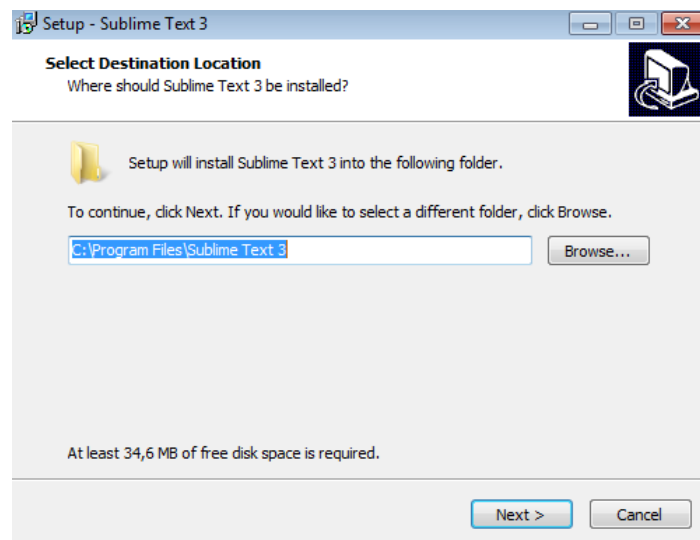 Setup - Sublime Text 3
Select Destination Location
Where should Sublime Text 3 be installed?
Setup will install Sublime Text 3 into the following folder.
To continue, click Next. If you would like to select a different folder, click Browse.
C:\Program Files\Sublime Text 3
Browse...
At least 34,6 MB of free disk space is required.
Next >
Cancel